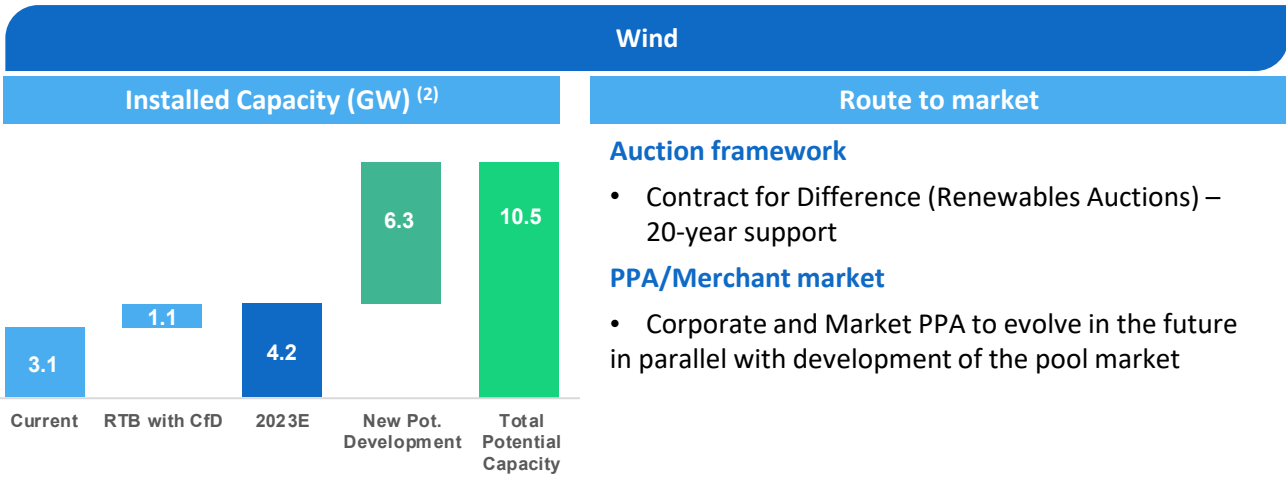 Wind
Installed Capacity (GW) (2)
3.1
1.1
4.2
6.3
10.5
Current
RTB with CfD
2023E
New Pot.
Development
Total
Potential
Capacity
Route to market
Auction framework
• Contract for Difference (Renewables Auctions) –
20-year support
PPA/Merchant market
• Corporate and Market PPA to evolve in the future
in parallel with development of the pool market